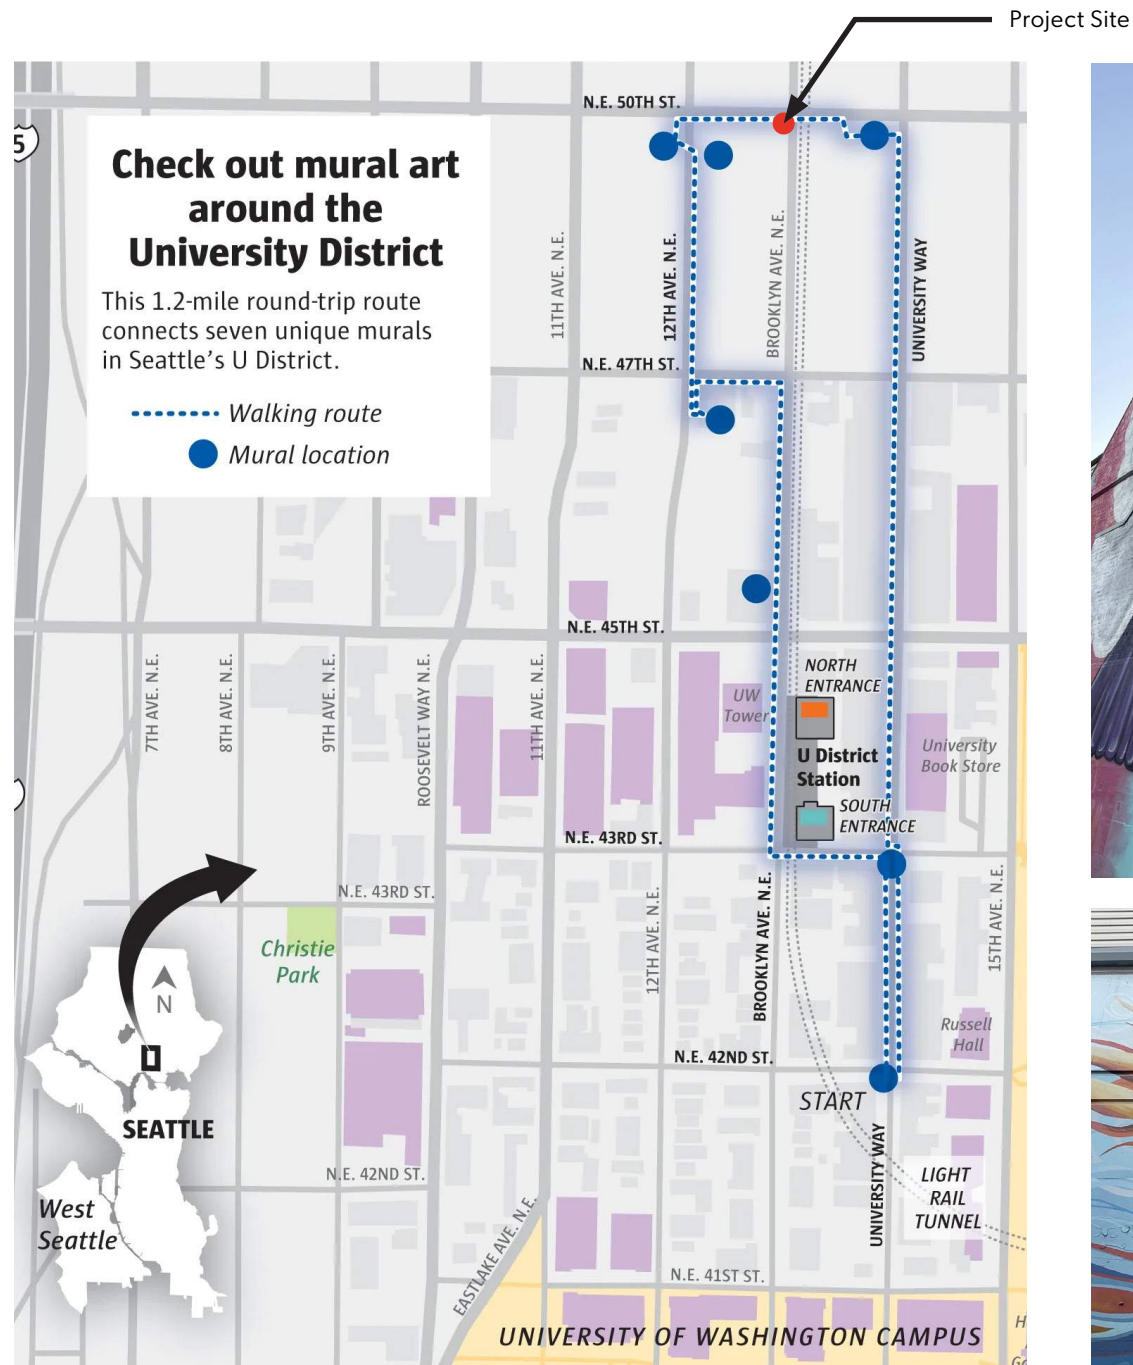 Project Site
N.E. 50TH ST.
5
Check out mural art
around the
University District
This 1.2-mile round-trip route
connects seven unique murals
in Seattle's U District.
Walking route
Mural location
11TH AVE. N.E.
12TH AVE. N.E.
BROOKLYN AVE. N.E.
UNIVERSITY WAY
N.E. 47TH ST.
N.E. 45TH ST.
7TH AVE. N.E.
8TH AVE. N.E.
9TH AVE. N.E.
ROOSEVELT WAY N.E.
11TH AVE. N.E.
UW
Tower
NORTH
ENTRANCE
U District
Station
SOUTH
ENTRANCE
University
Book Store
N.E. 43RD ST.
N.E. 43RD ST.
Christie
Park
12TH AVE. N.E.
BROOKLYN AVE. N.E.
15TH AVE. N.E.
N
Russell
Hall
N.E. 42ND ST.
START
SEATTLE
UNIVERSITY WAY
N.E. 42ND ST.
LIGHT
RAIL
TUNNEL
West
Seattle
EASTLAKE AVE. N.E.
N.E. 41ST ST.
UNIVERSITY OF WASHINGTON CAMPUS